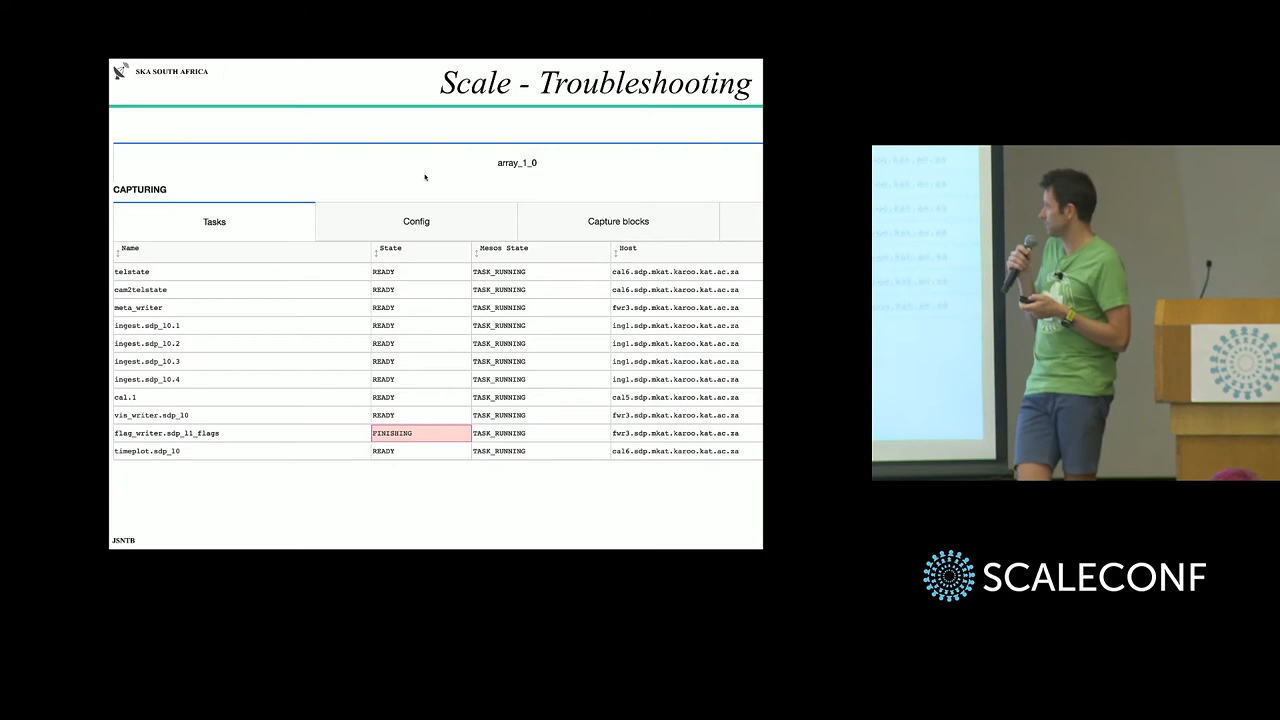 SKA SOUTH AFRICA
Scale - Troubleshooting
array_1_0
CAPTURING
Tasks Config Capture blocks
Name State Mesos State Host
telstate READY TASK_RUNNING cal6.sdp.mkat.karoo.kat.ac.za
cam2telstate READY TASK_RUNNING cal6.sdp.mkat.karoo.kat.ac.za
meta_writer READY TASK_RUNNING fwr3.sdp.mkat.karoo.kat.ac.za
ingest.sdp_l0.1 READY TASK_RUNNING ing1.sdp.mkat.karoo.kat.ac.za
ingest.sdp_l0.2 READY TASK_RUNNING ing1.sdp.mkat.karoo.kat.ac.za
ingest.sdp_l0.3 READY TASK_RUNNING ing1.sdp.mkat.karoo.kat.ac.za
ingest.sdp_l0.4 READY TASK_RUNNING ing1.sdp.mkat.karoo.kat.ac.za
cal.1 READY TASK_RUNNING cal5.sdp.mkat.karoo.kat.ac.za
vis_writer.sdp_l0 READY TASK_RUNNING fwr3.sdp.mkat.karoo.kat.ac.za
flag_writer.sdp_l1_flags FINISHING TASK_RUNNING fwr3.sdp.mkat.karoo.kat.ac.za
timeplot.sdp_l0 READY TASK_RUNNING cal6.sdp.mkat.karoo.kat.ac.za
JSNTB
SCALECONF